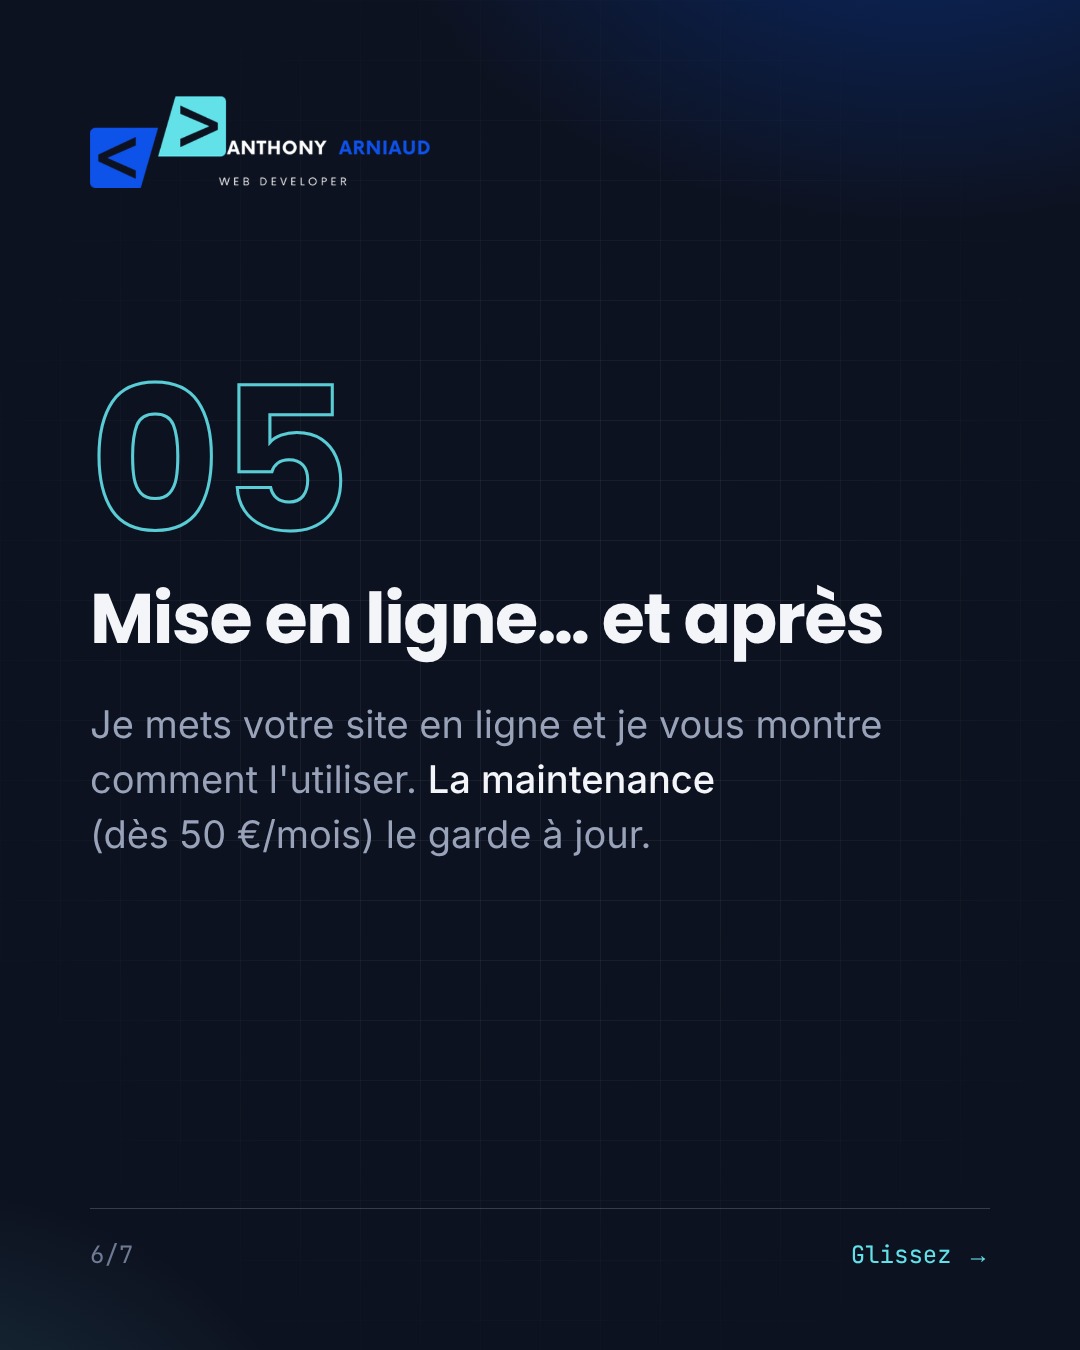 < >
ANTHONY ARNIAUD
WEB DEVELOPER
05
Mise en ligne... et après
Je mets votre site en ligne et je vous montre
comment l'utiliser. La maintenance
(dès 50 €/mois) le garde à jour.
6/7
Glissez →